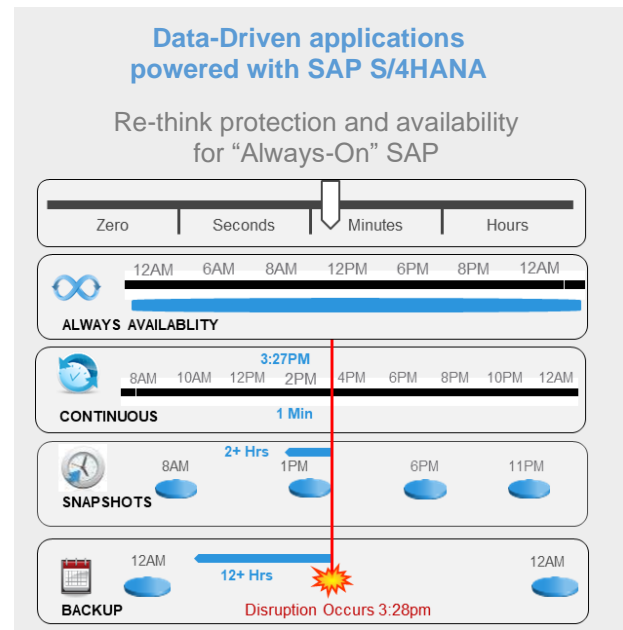 Data-Driven applications
powered with SAP S/4HANA
Re-think protection and availability
for “Always-On” SAP
Zero Seconds Minutes Hours
12AM 6AM 8AM 12PM 6PM 8PM 12AM
ALWAYS AVAILABLITY
3:27PM
8AM 10AM 12PM 2PM 4PM 6PM 8PM 10PM 12AM
CONTINUOUS 1 Min
2+ Hrs
8AM 1PM 6PM 11PM
SNAPSHOTS
12AM 12AM
12+ Hrs
BACKUP Disruption Occurs 3:28pm